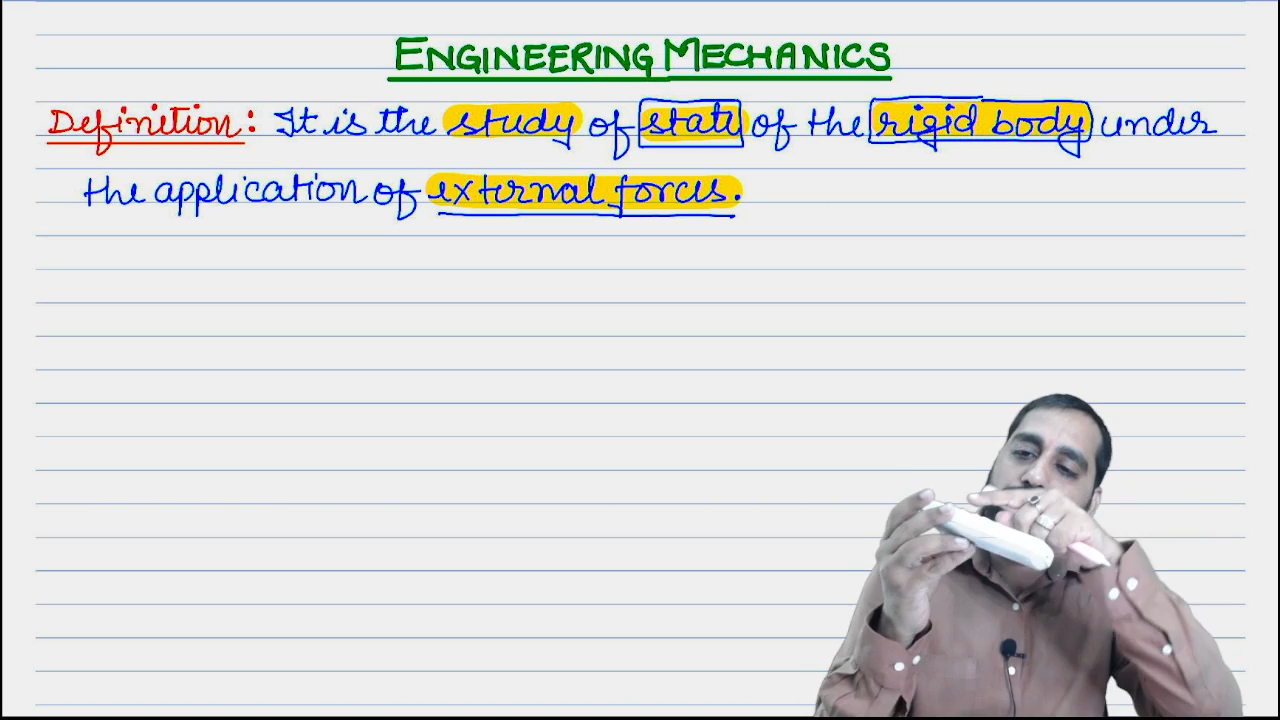 ENGINEERING MECHANICS
Definition: It is the study of state of the rigid body under
the application of external forces.